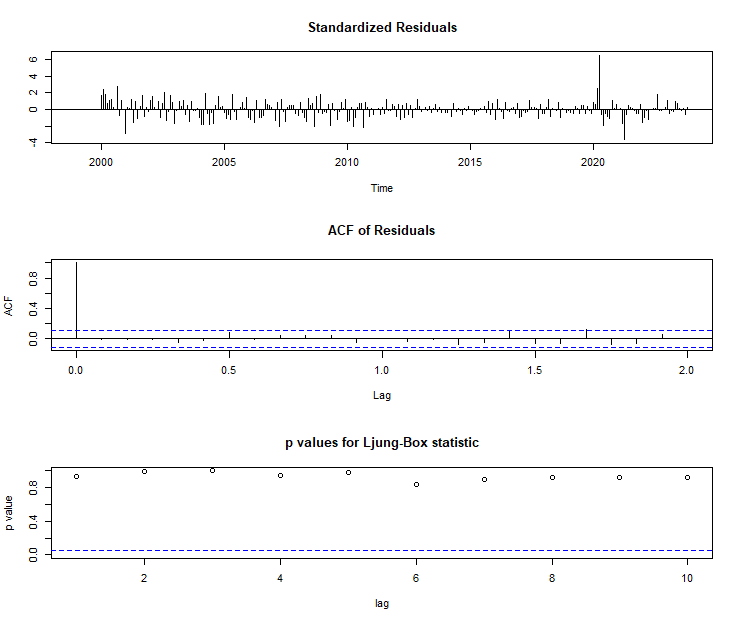 Standardized Residuals
6
4
2
0
-4
2000 2005 2010 2015 2020
Time
ACF of Residuals
ACF
0.8
0.4
0.0
0.0 0.5 1.0 1.5 2.0
Lag
p values for Ljung-Box statistic
p value
0.8
0.4
0.0
2 4 6 8 10
lag